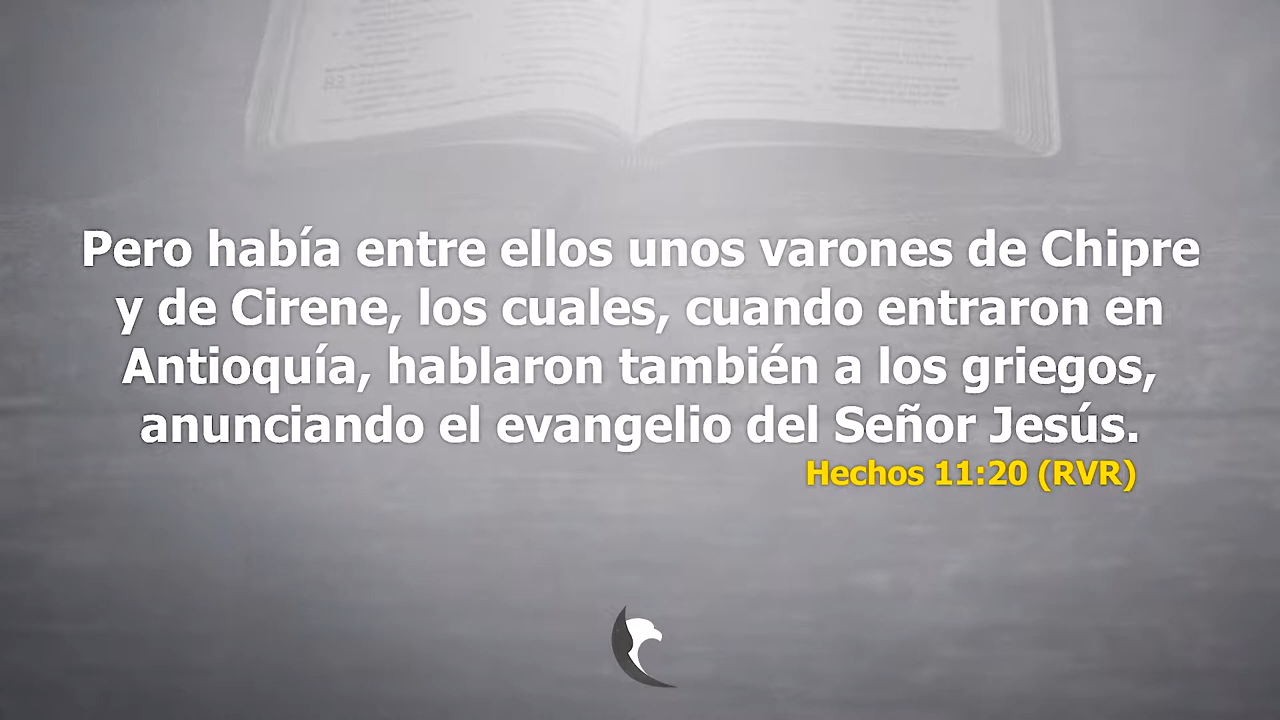 Pero había entre ellos unos varones de Chipre
y de Cirene, los cuales, cuando entraron en
Antioquía, hablaron también a los griegos,
anunciando el evangelio del Señor Jesús.
Hechos 11:20 (RVR)